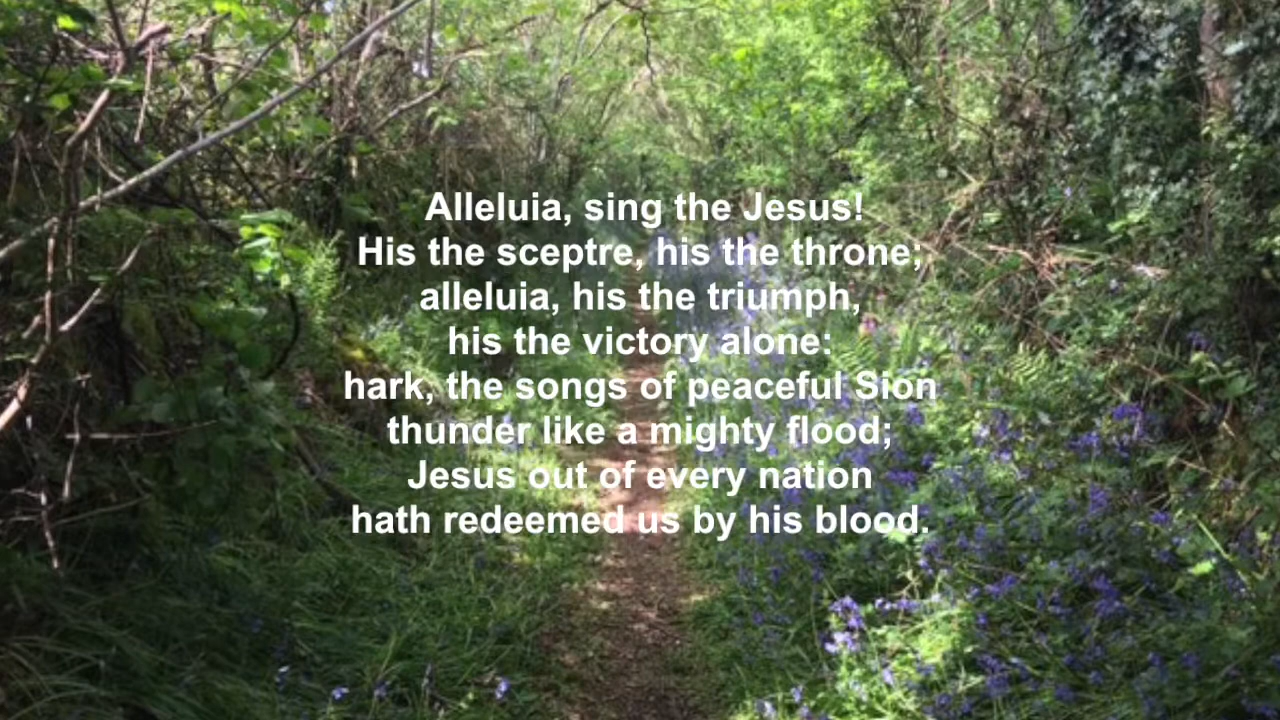 Alleluia, sing the Jesus!
His the sceptre, his the throne;
alleluia, his the triumph,
his the victory alone:
hark, the songs of peaceful Sion
thunder like a mighty flood;
Jesus out of every nation
hath redeemed us by his blood.